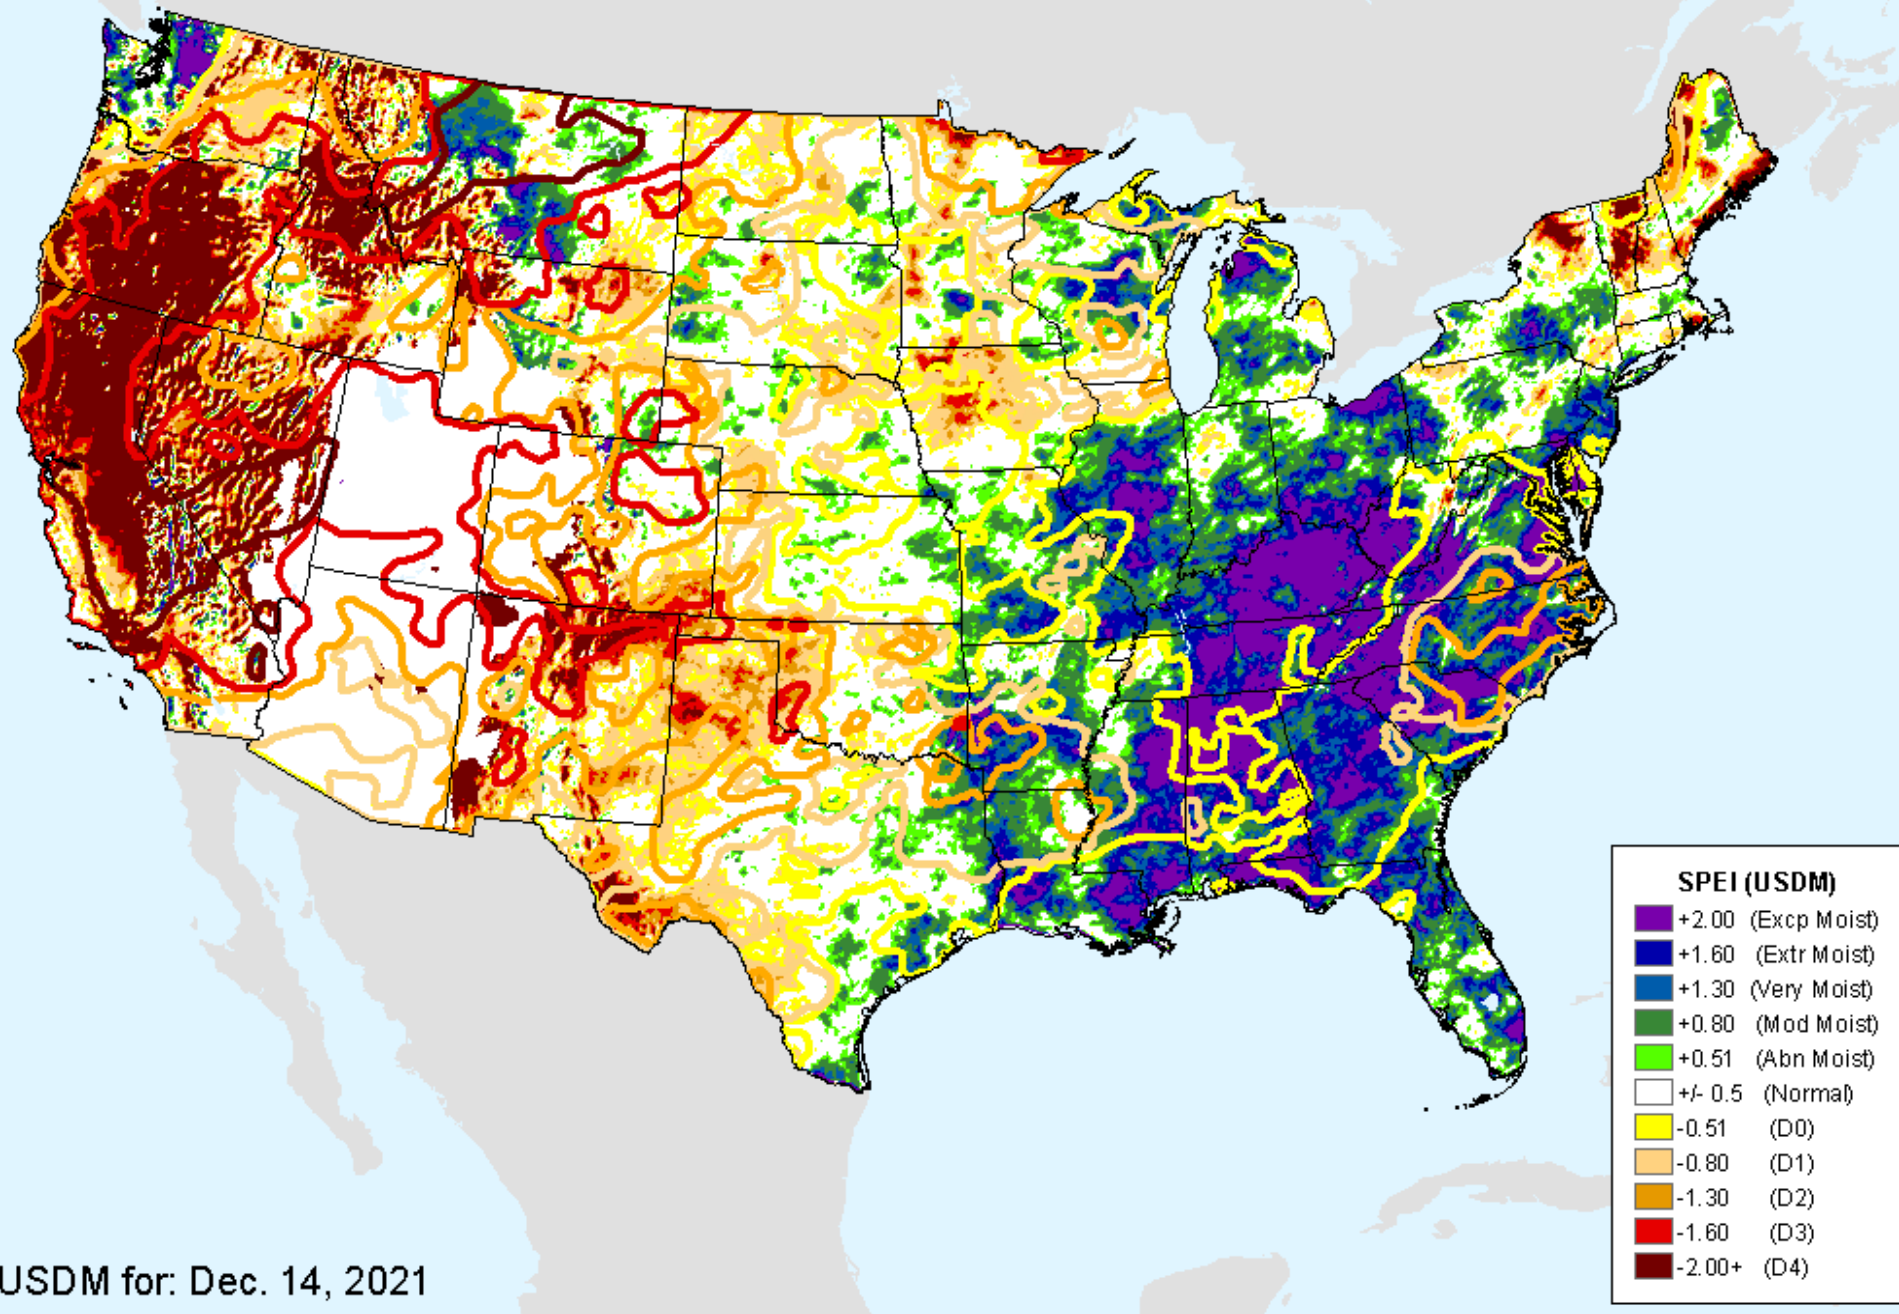 SPEI (USDM)
+2.00 (Excp Moist)
+1.60 (Extr Moist)
+1.30 (Very Moist)
+0.80 (Mod Moist)
+0.51 (Abn Moist)
+/- 0.5 (Normal)
-0.51 (D0)
-0.80 (D1)
-1.30 (D2)
-1.60 (D3)
-2.00+ (D4)
USDM for: Dec. 14, 2021